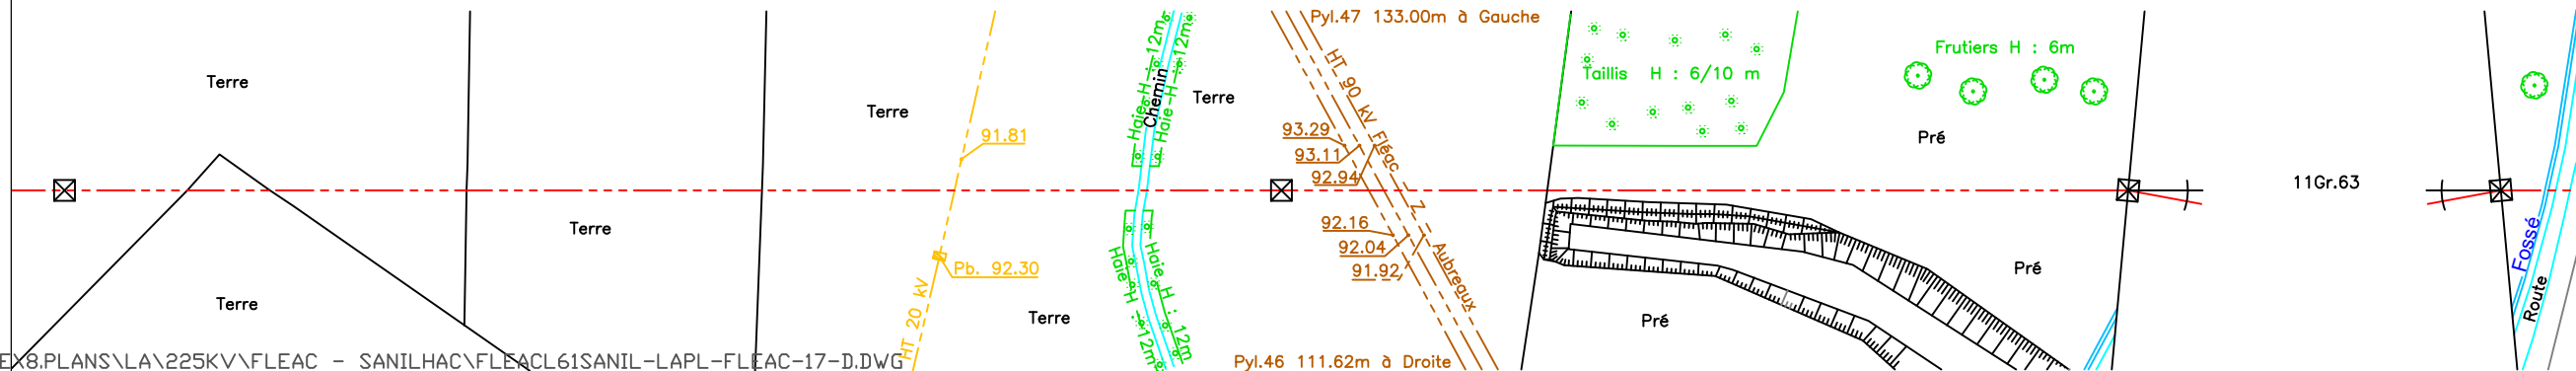 Pyl.47 133.00m à Gauche
Terre
Terre
Terre
Terre
Terre
Terre
91.81
Pb. 92.30
HT 20 kV
Haie H : 12m
Haie H : 12m
Chemin
Haie H : 12m
Haie H : 12m
HT 90 kV Fléac Z Aubreaux
93.29
93.11
92.94
92.16
92.04
91.92
Pyl.46 111.62m à Droite
Taillis H : 6/10 m
Frutiers H : 6m
Pré
Pré
Pré
11Gr.63
Fossé
Route
EX8.PLANS\LA\225KV\FLEAC - SANILHAC\FLEACL61SANIL-LAPL-FLEAC-17-D.DWG